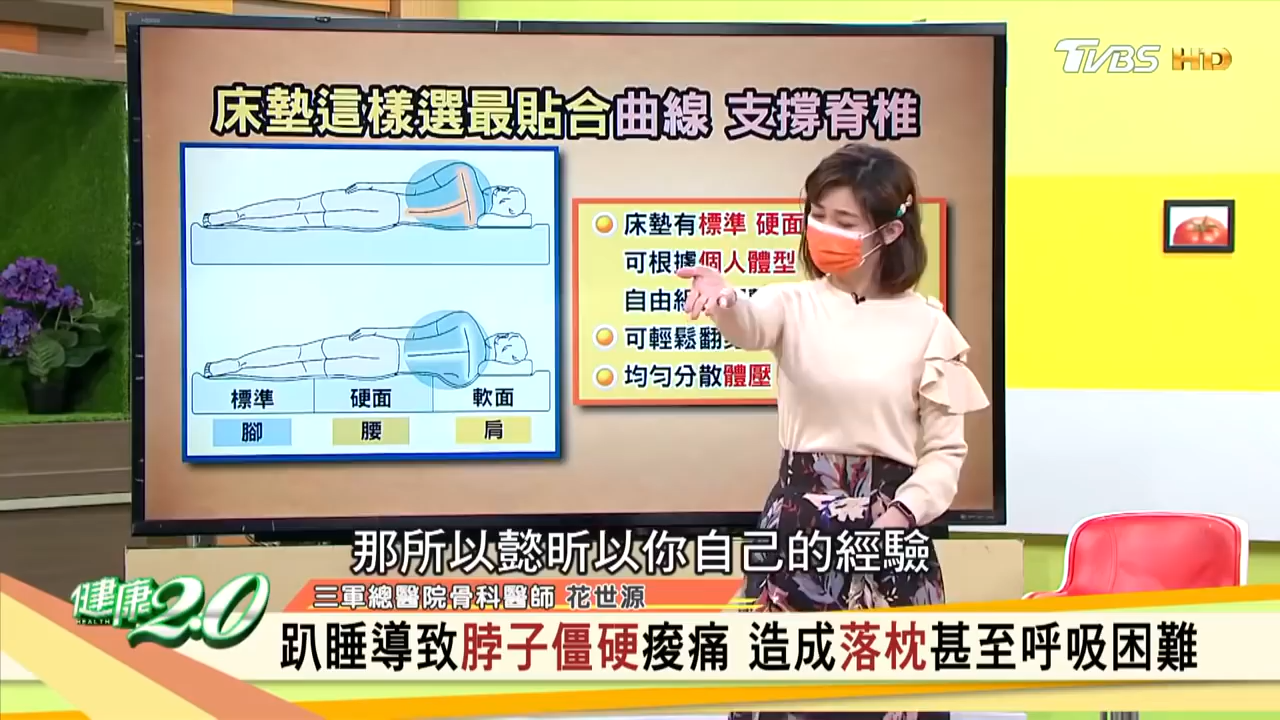 TVBS HD
床墊這樣選最貼合曲線 支撐脊椎
床墊有標準 硬面
可根據個人體型
自由組
可輕鬆翻身
均勻分散體壓
標準 硬面 軟面
腳 腰 肩
那所以懿昕以你自己的經驗
健康2.0
HEALTH
三軍總醫院骨科醫師 花世源
趴睡導致脖子僵硬痠痛 造成落枕甚至呼吸困難